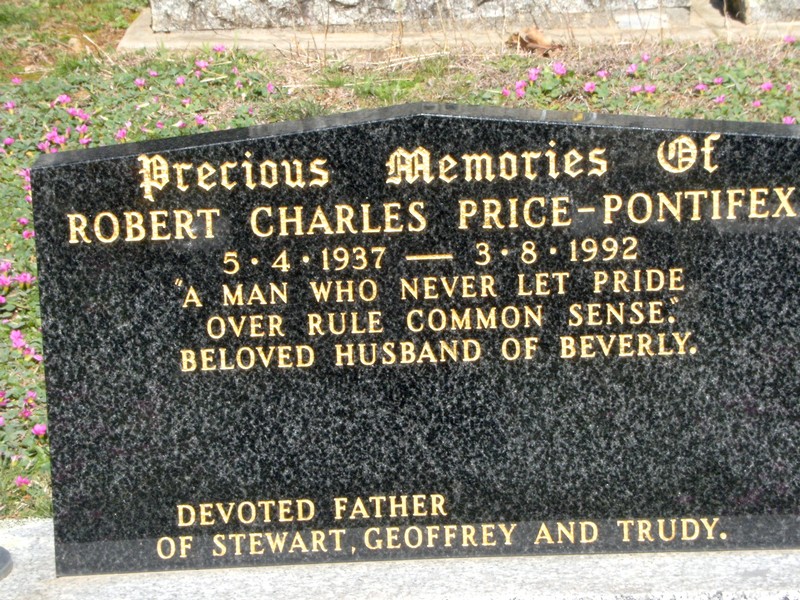 Precious Memories Of
ROBERT CHARLES PRICE-PONTIFEX
5·4·1937 — 3·8·1992
"A MAN WHO NEVER LET PRIDE
OVER RULE COMMON SENSE."
BELOVED HUSBAND OF BEVERLY.
DEVOTED FATHER
OF STEWART, GEOFFREY AND TRUDY.